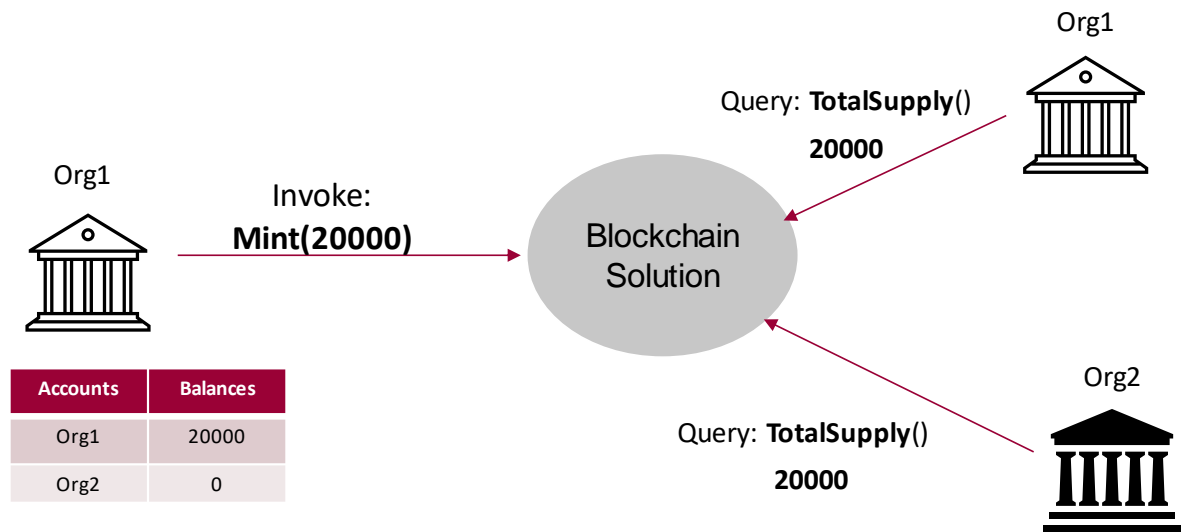 Org1
Query: TotalSupply()
20000
Org1
Invoke:
Mint(20000)
Blockchain
Solution
Accounts Balances
Org1 20000
Org2 0
Org2
Query: TotalSupply()
20000